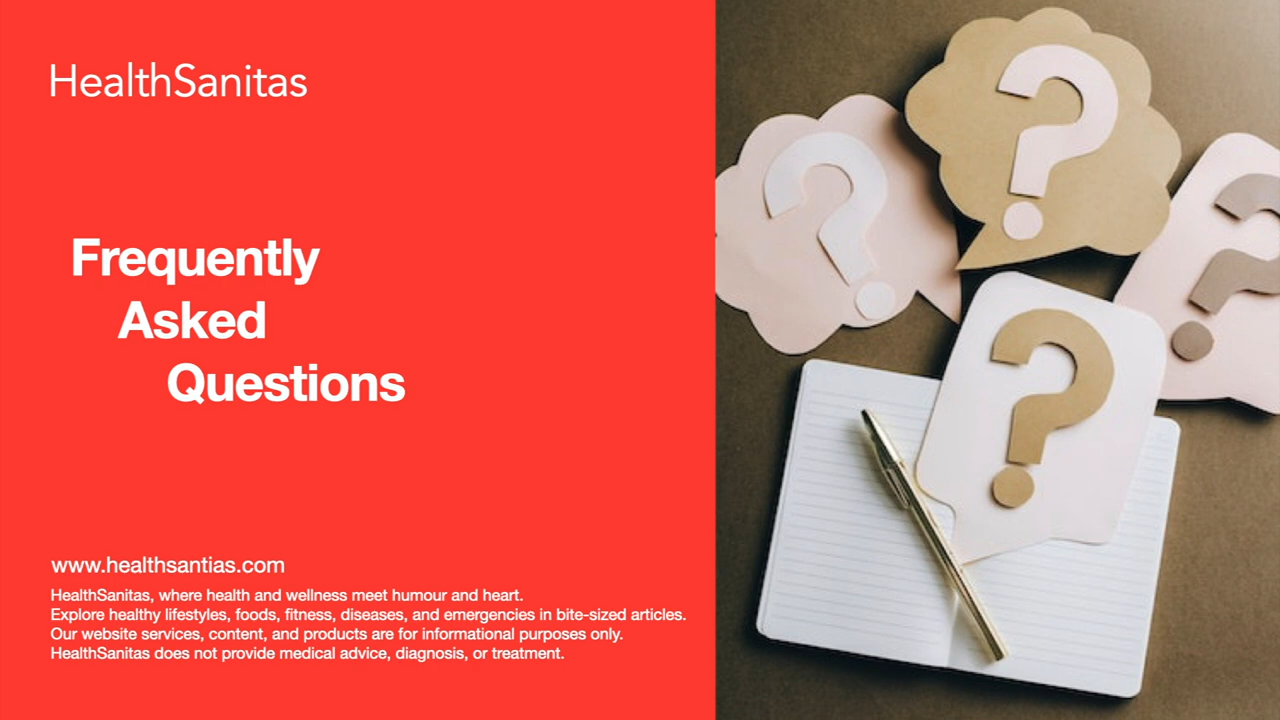 HealthSanitas
Frequently
Asked
Questions
www.healthsantias.com
HealthSanitas, where health and wellness meet humour and heart.
Explore healthy lifestyles, foods, fitness, diseases, and emergencies in bite-sized articles.
Our website services, content, and products are for informational purposes only.
HealthSanitas does not provide medical advice, diagnosis, or treatment.
?
?
?
?